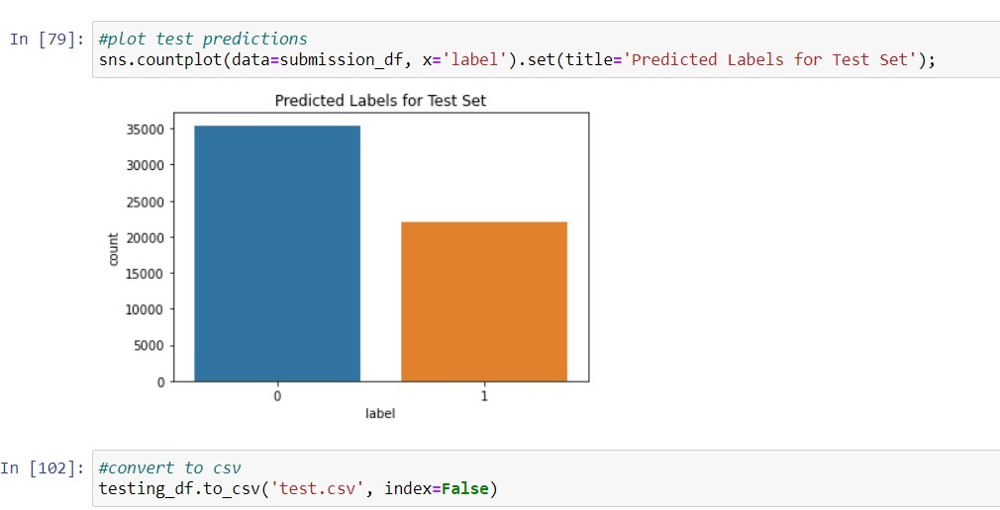 In [79]: #plot test predictions
sns.countplot(data=submission_df, x='label').set(title='Predicted Labels for Test Set');
Predicted Labels for Test Set
35000
30000
25000
20000
15000
10000
5000
0
count
0 1
label
In [102]: #convert to csv
testing_df.to_csv('test.csv', index=False)